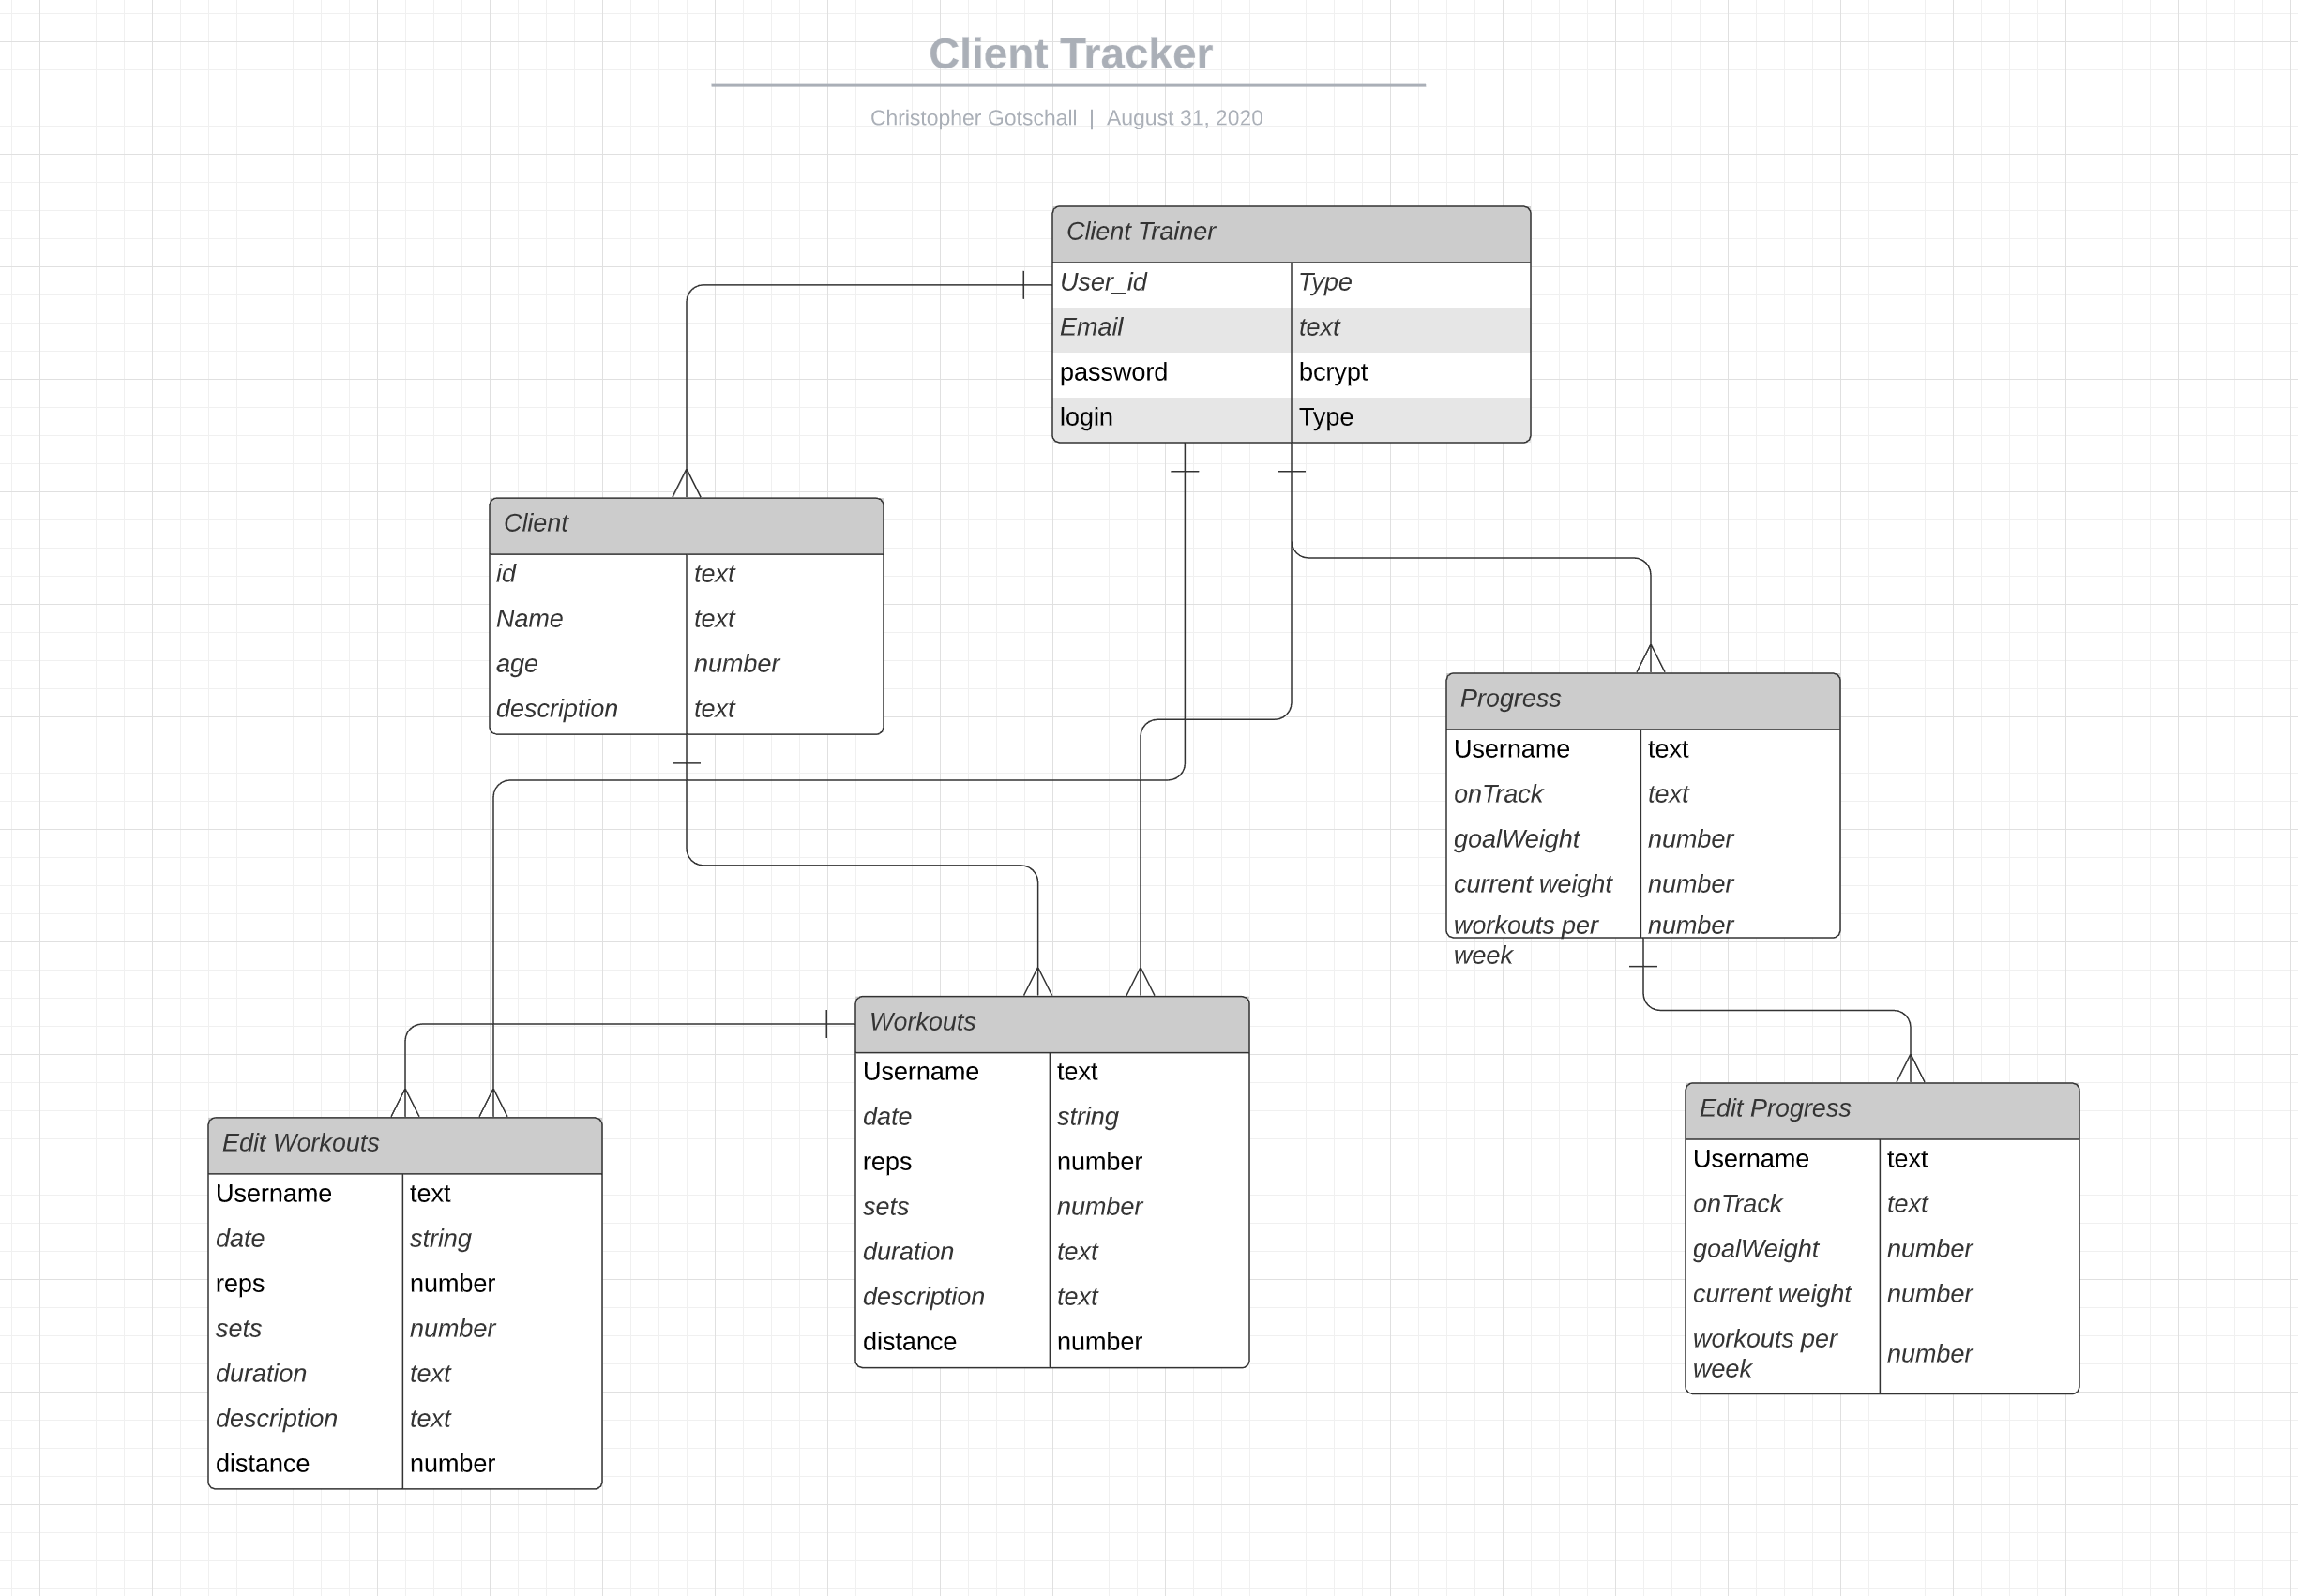 Client Tracker
Christopher Gotschall | August 31, 2020
Client Trainer
User_id Type
Email text
password bcrypt
login Type
Client
id text
Name text
age number
description text
Progress
Username text
onTrack text
goalWeight number
current weight number
workouts per number
week
Workouts
Username text
date string
reps number
sets number
duration text
description text
distance number
Edit Progress
Username text
onTrack text
goalWeight number
current weight number
workouts per
week
number
Edit Workouts
Username text
date string
reps number
sets number
duration text
description text
distance number